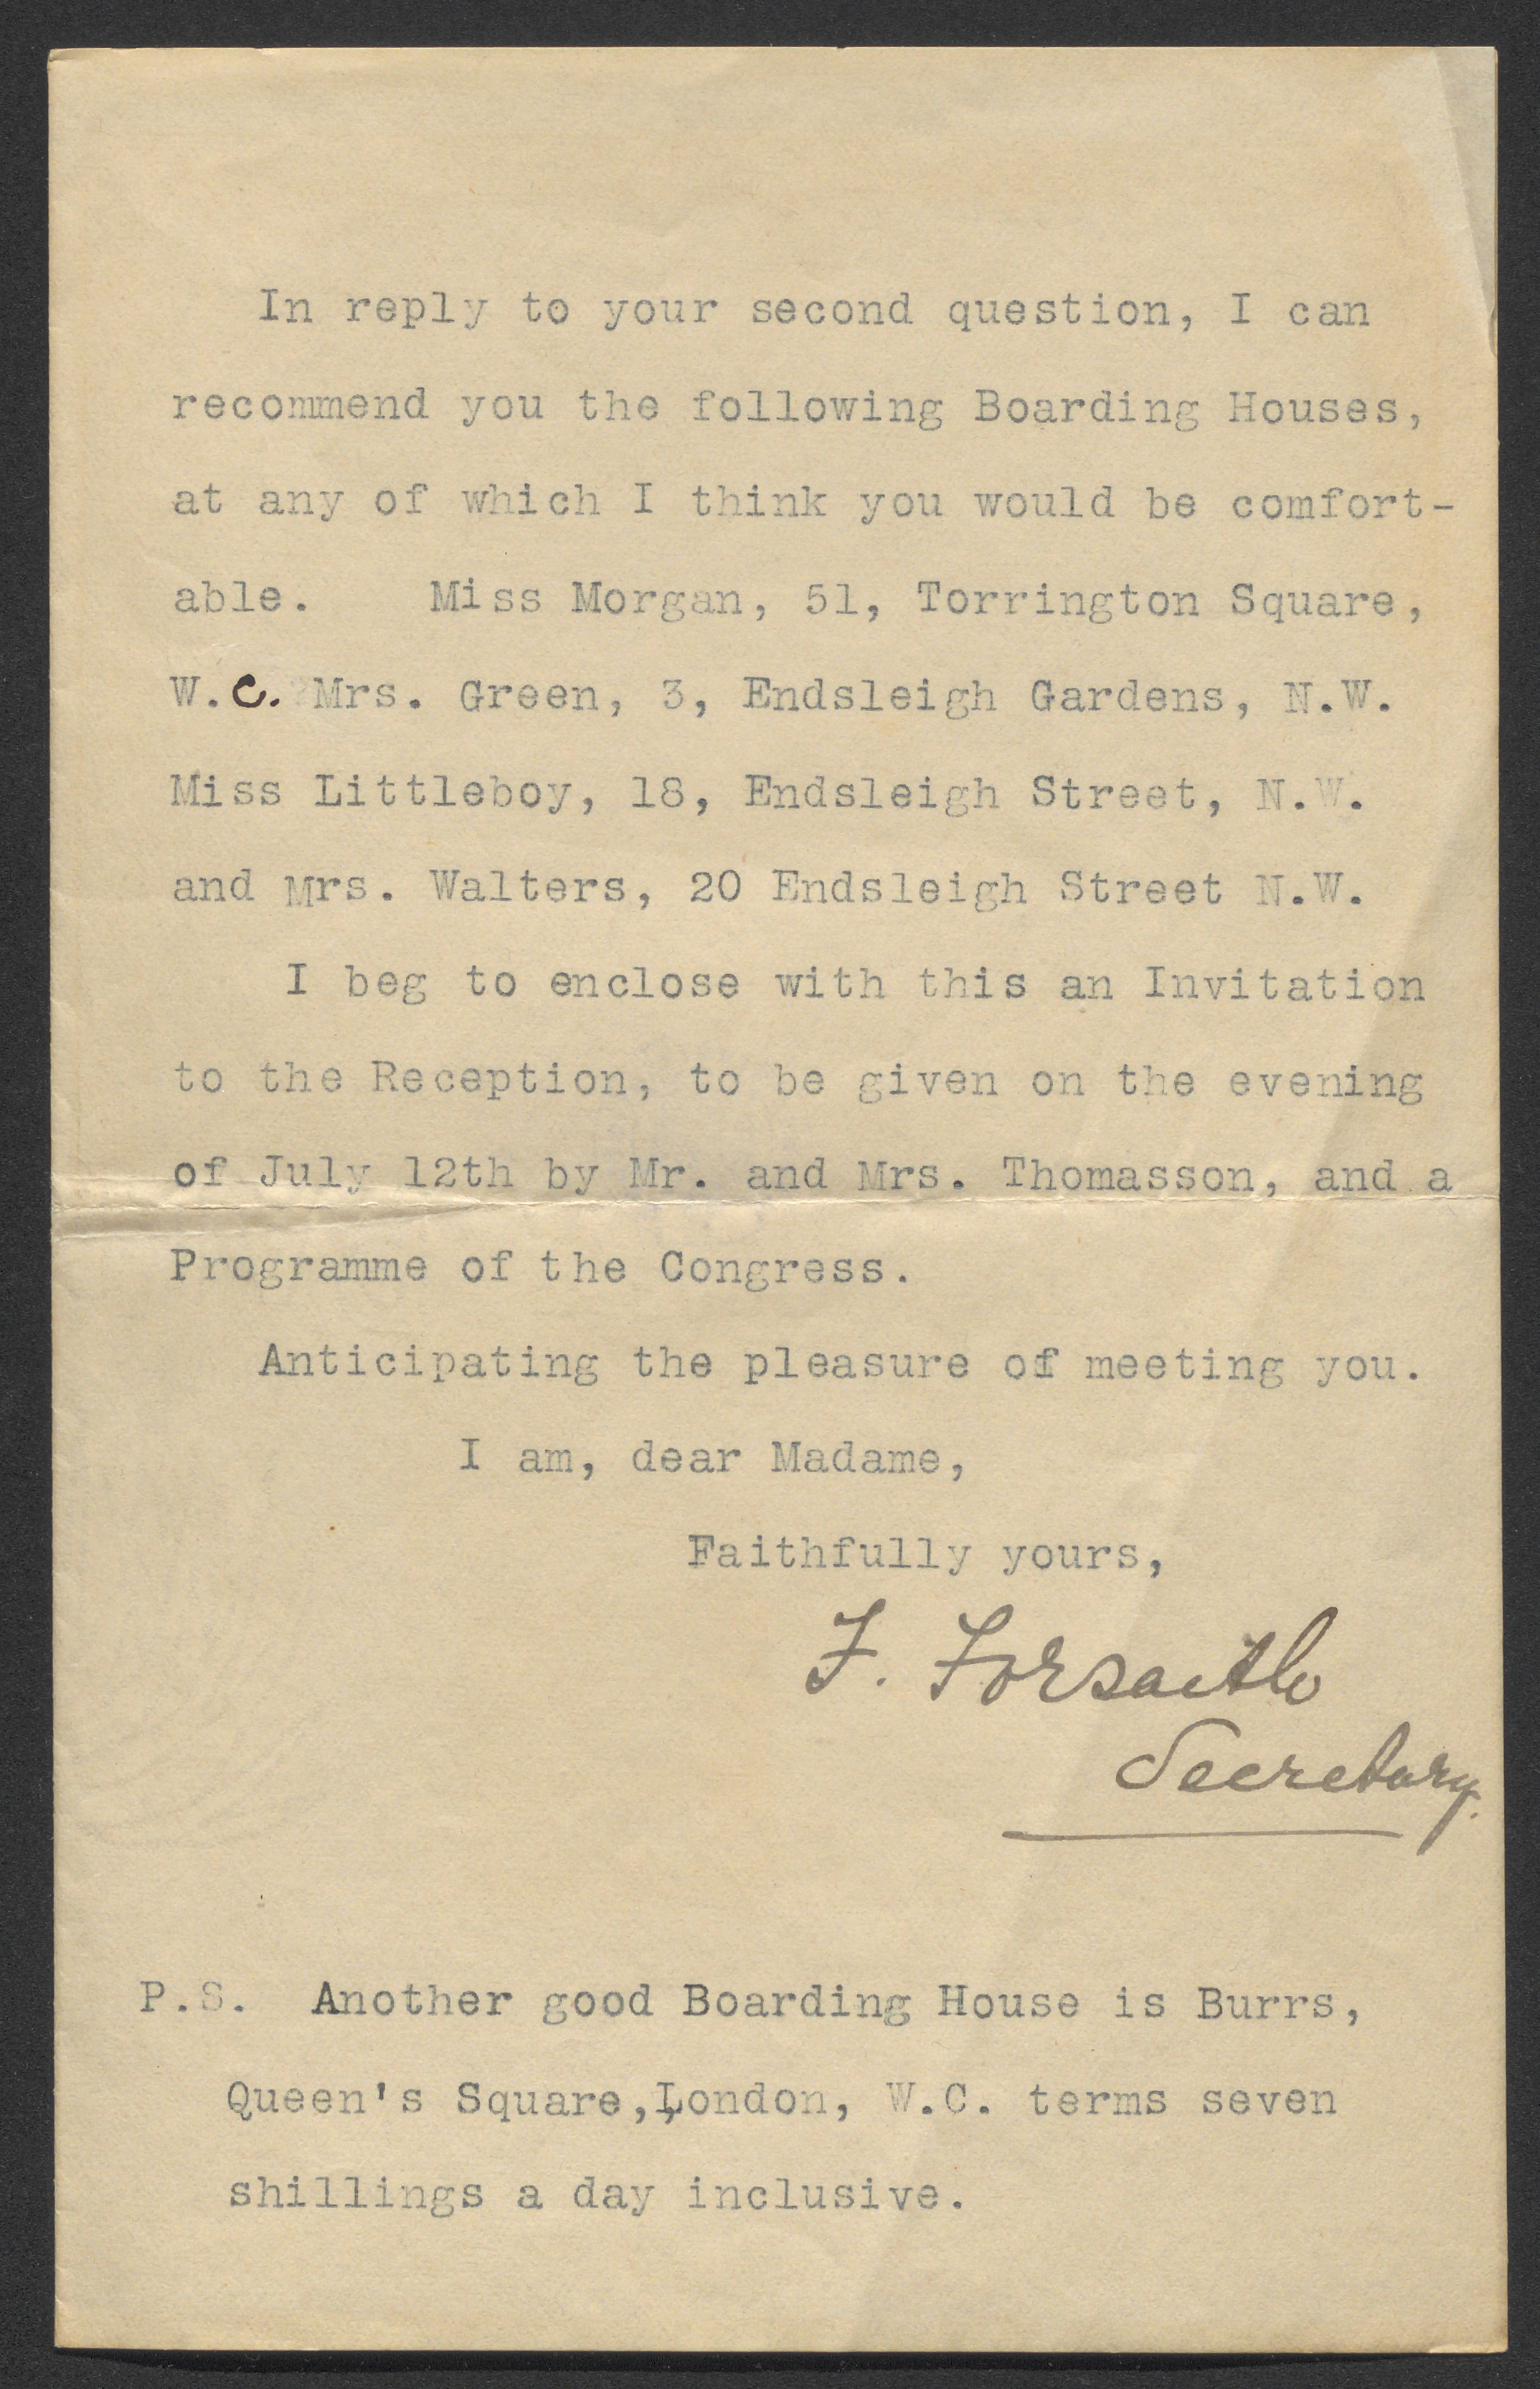 In reply to your second question, I can
recommend you the following Boarding Houses,
at any of which I think you would be comfort-
able. Miss Morgan, 51, Torrington Square,
W.C. Mrs. Green, 3, Endsleigh Gardens, N.W.
Miss Littleboy, 18, Endsleigh Street, N.W.
and Mrs. Walters, 20 Endsleigh Street N.W.
I beg to enclose with this an Invitation
to the Reception, to be given on the evening
of July 12th by Mr. and Mrs. Thomasson, and a
Programme of the Congress.
Anticipating the pleasure of meeting you.
I am, dear Madame,
Faithfully yours,
F. Forsaith
Secretary.
P.S. Another good Boarding House is Burrs,
Queen's Square, London, W.C. terms seven
shillings a day inclusive.